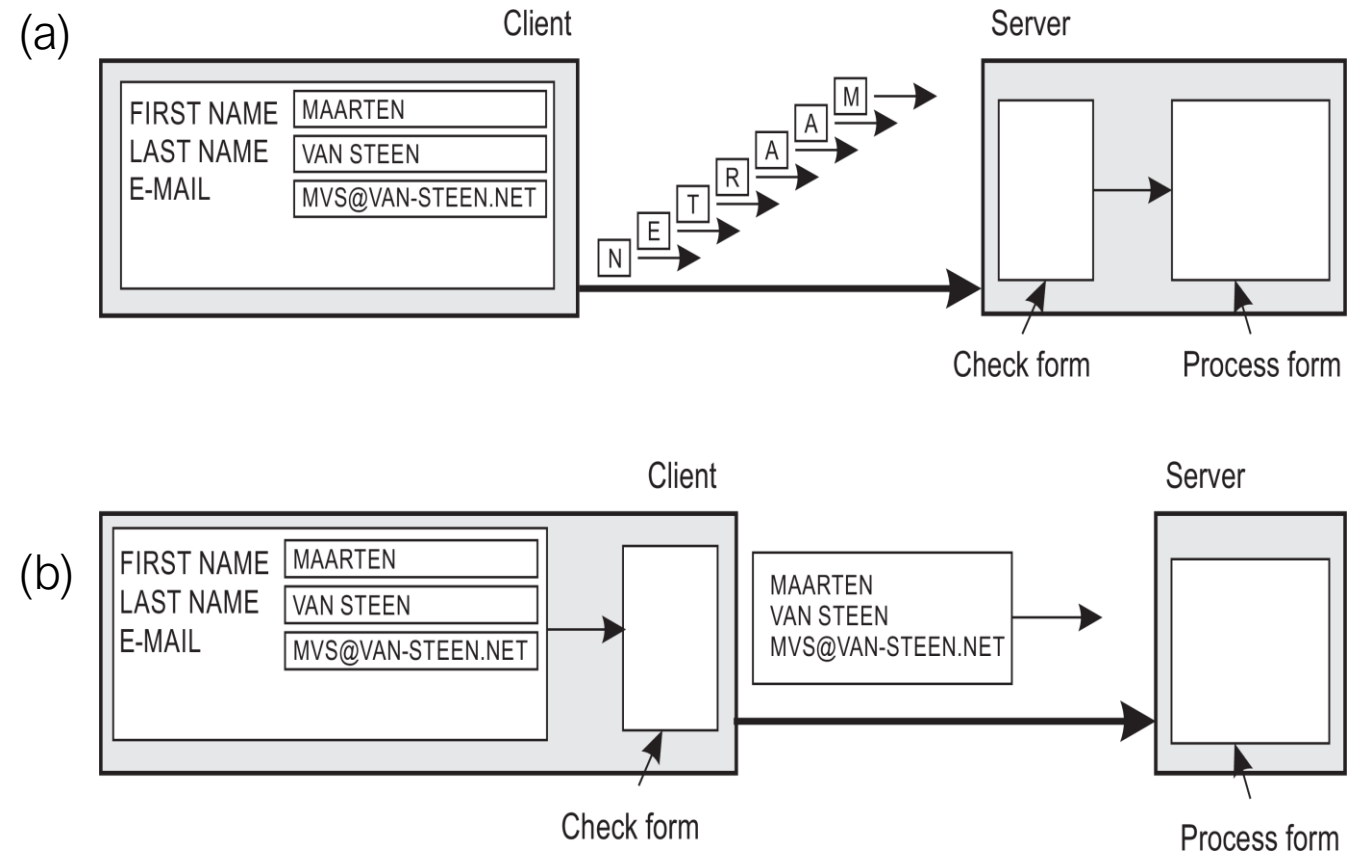 (a)
Client
Server
FIRST NAME MAARTEN
LAST NAME VAN STEEN
E-MAIL MVS@VAN-STEEN.NET
M
A
A
R
T
E
N
Check form
Process form
(b)
Client
Server
FIRST NAME MAARTEN
LAST NAME VAN STEEN
E-MAIL MVS@VAN-STEEN.NET
MAARTEN
VAN STEEN
MVS@VAN-STEEN.NET
Check form
Process form